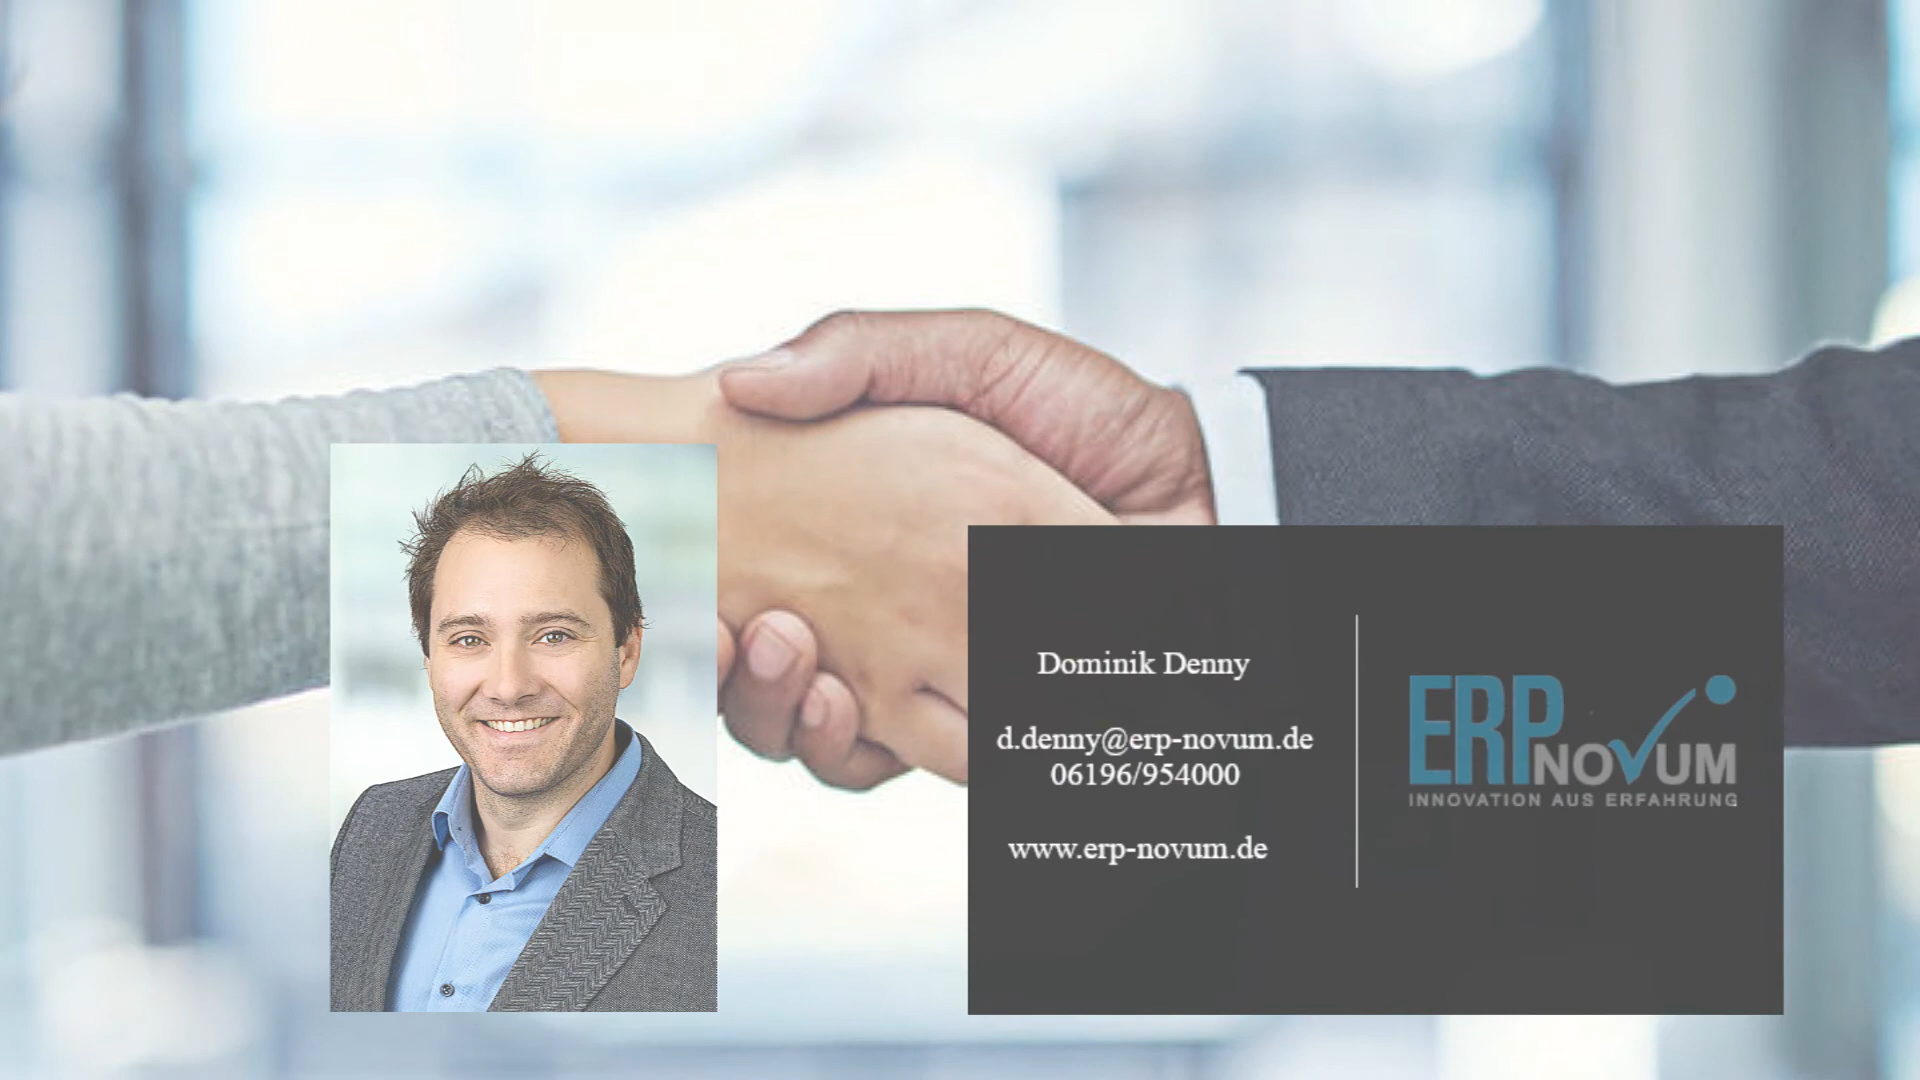 Dominik Denny
d.denny@erp-novum.de
06196/954000
www.erp-novum.de
ERP NOVUM
INNOVATION AUS ERFAHRUNG